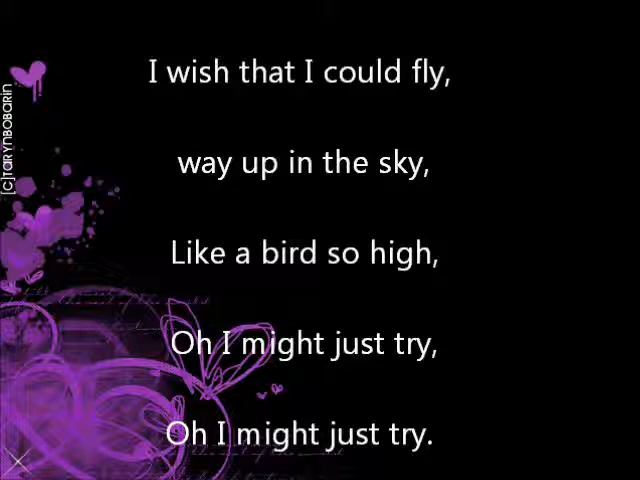 I wish that I could fly,
way up in the sky,
Like a bird so high,
Oh I might just try,
Oh I might just try.
[C]TARYNBOBARIN